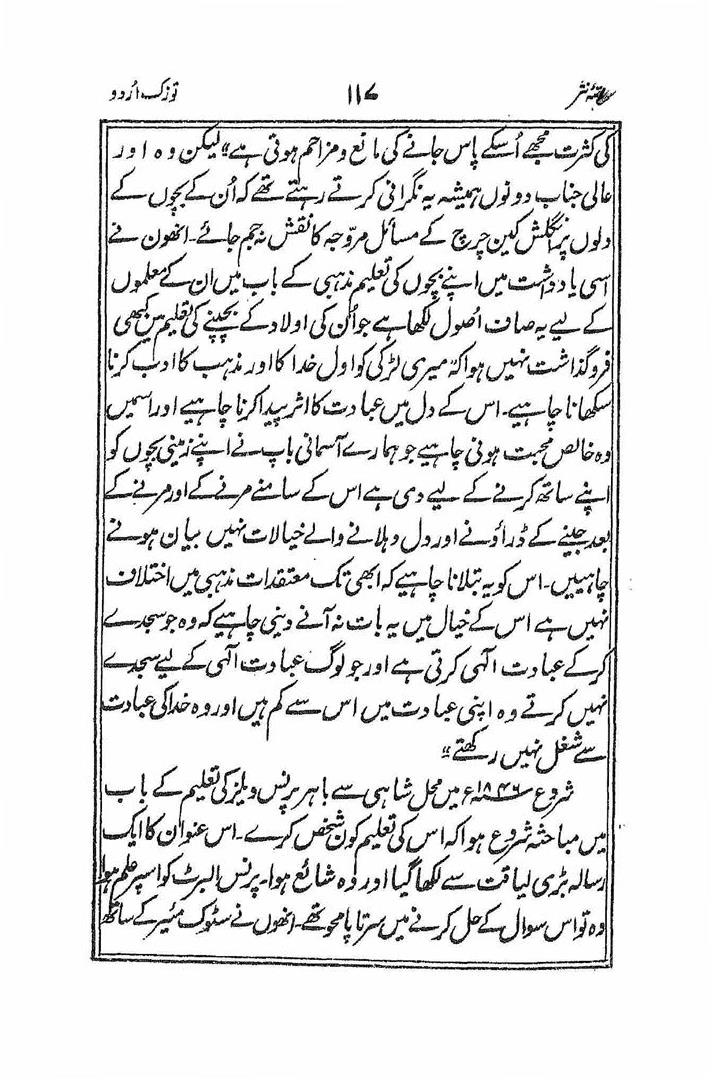 حصۂ نثر ۱۱۷ توزک اُردو
کی کثرت مجھے اُسکے پاس جانے کی مانع و مزاحم ہوتی ہے" لیکن وہ اور
عالی جناب دونوں ہمیشہ یہ نگرانی کرتے رہتے تھے کہ اُن کے بچوں کے
دلوں پر انگلش کین چرچ کے مسائل مروّجہ کا نقش نہ جم جائے۔ انھون نے
اسی یادداشت میں اپنے بچوں کی تعلیم مذہبی کے باب میں ان کے معلموں
کے لیے یہ صاف اُصول لکھا ہے جو اُن کی اولاد کے بچپنے کی تعلیم میں کبھی
فروگذاشت نہیں ہوا کہ "میری لڑکی کو اول خدا کا اور مذہب کا ادب کرنا
سکھانا چاہیے۔ اس کے دل میں عبادت کا اثر پیدا کرنا چاہیے اور اسمیں
وہ خالص محبت ہونی چاہیے جو ہمارے آسمانی باپ نے اپنے زمینی بچوں کو
اپنے ساتھ کرنے کے لیے دی ہے اس کے سامنے مرنے کے اور مرنے کے
بعد جینے کے ڈراؤنے اور دل دہلانے والے خیالات نہیں بیان ہونے
چاہییں۔ اس کو یہ بتلانا چاہیے کہ ابھی تک معتقدات مذہبی میں اختلاف
نہیں ہے اس کے خیال میں یہ بات نہ آنے دینی چاہیے کہ وہ جو سجدے
کر کے عبادت الٰہی کرتی ہے اور جو لوگ عبادت الٰہی کے لیے سجدے
نہیں کرتے وہ اپنی عبادت میں اس سے کم ہیں اور وہ خدا کی عبادت
سے شغل نہیں رکھتے"
شروع ۱۸۴۶ء میں محل شاہی سے باہر پرنس ویلز کی تعلیم کے باب
میں مباحثہ شروع ہوا کہ اس کی تعلیم کون شخص کرے۔ اس عنوان کا ایک
رسالہ بڑی لیاقت سے لکھا گیا اور وہ شائع ہوا۔ پرنس البرٹ کو اسپر علم ہوا
وہ تو اس سوال کے حل کرنے میں سرتاپا محو تھے۔ انھوں نے سٹوک میئر کے ساتھ